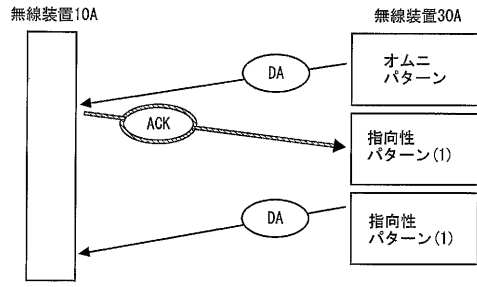 無線装置10A
無線装置30A
DA
オムニ
パターン
ACK
指向性
パターン(1)
DA
指向性
パターン(1)